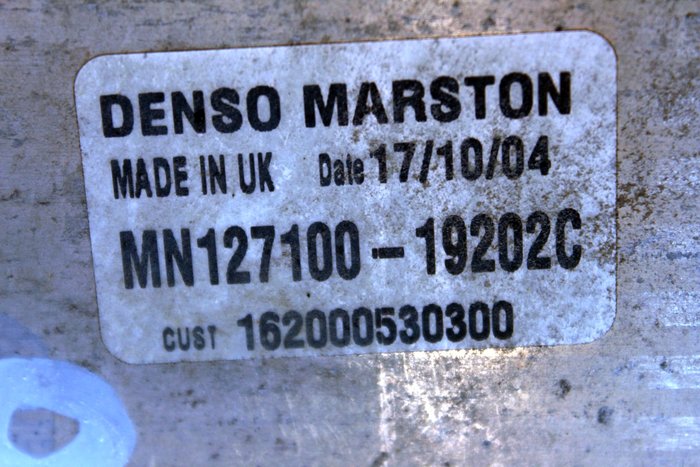 DENSO MARSTON
MADE IN UK Date 17/10/04
MN127100-19202C
CUST 162000530300